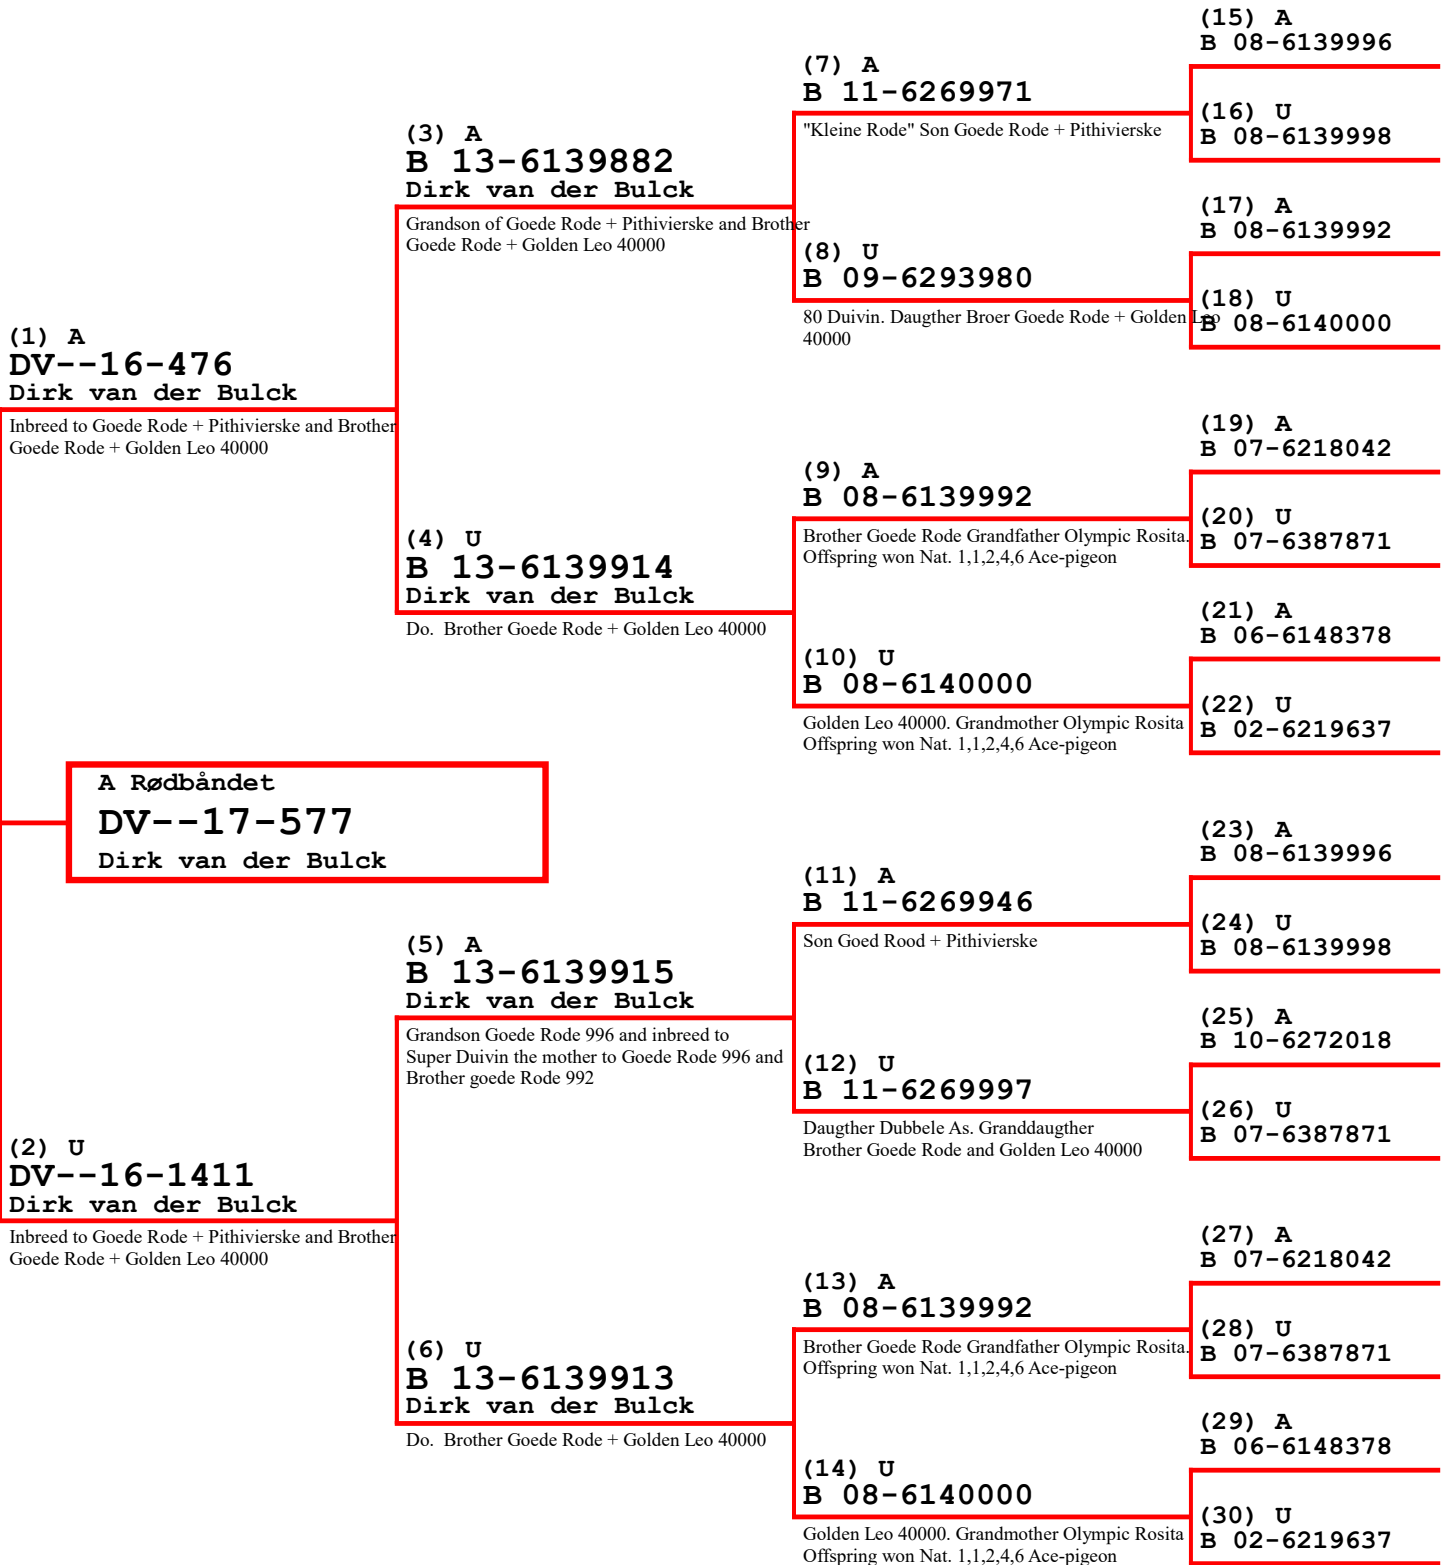 (1) A
DV--16-476
Dirk van der Bulck
Inbreed to Goede Rode + Pithivierske and Brother
Goede Rode + Golden Leo 40000
A Rødbåndet
DV--17-577
Dirk van der Bulck
(2) U
DV--16-1411
Dirk van der Bulck
Inbreed to Goede Rode + Pithivierske and Brother
Goede Rode + Golden Leo 40000
(3) A
B 13-6139882
Dirk van der Bulck
Grandson of Goede Rode + Pithivierske and Brother
Goede Rode + Golden Leo 40000
(4) U
B 13-6139914
Dirk van der Bulck
Do. Brother Goede Rode + Golden Leo 40000
(5) A
B 13-6139915
Dirk van der Bulck
Grandson Goede Rode 996 and inbreed to
Super Duivin the mother to Goede Rode 996 and
Brother goede Rode 992
(6) U
B 13-6139913
Dirk van der Bulck
Do. Brother Goede Rode + Golden Leo 40000
(7) A
B 11-6269971
"Kleine Rode" Son Goede Rode + Pithivierske
(8) U
B 09-6293980
80 Duivin. Daugther Broer Goede Rode + Golden Leo
40000
(9) A
B 08-6139992
Brother Goede Rode Grandfather Olympic Rosita.
Offspring won Nat. 1,1,2,4,6 Ace-pigeon
(10) U
B 08-6140000
Golden Leo 40000. Grandmother Olympic Rosita
Offspring won Nat. 1,1,2,4,6 Ace-pigeon
(11) A
B 11-6269946
Son Goed Rood + Pithivierske
(12) U
B 11-6269997
Daugther Dubbele As. Granddaugther
Brother Goede Rode and Golden Leo 40000
(13) A
B 08-6139992
Brother Goede Rode Grandfather Olympic Rosita.
Offspring won Nat. 1,1,2,4,6 Ace-pigeon
(14) U
B 08-6140000
Golden Leo 40000. Grandmother Olympic Rosita
Offspring won Nat. 1,1,2,4,6 Ace-pigeon
(15) A
B 08-6139996
(16) U
B 08-6139998
(17) A
B 08-6139992
(18) U
B 08-6140000
(19) A
B 07-6218042
(20) U
B 07-6387871
(21) A
B 06-6148378
(22) U
B 02-6219637
(23) A
B 08-6139996
(24) U
B 08-6139998
(25) A
B 10-6272018
(26) U
B 07-6387871
(27) A
B 07-6218042
(28) U
B 07-6387871
(29) A
B 06-6148378
(30) U
B 02-6219637